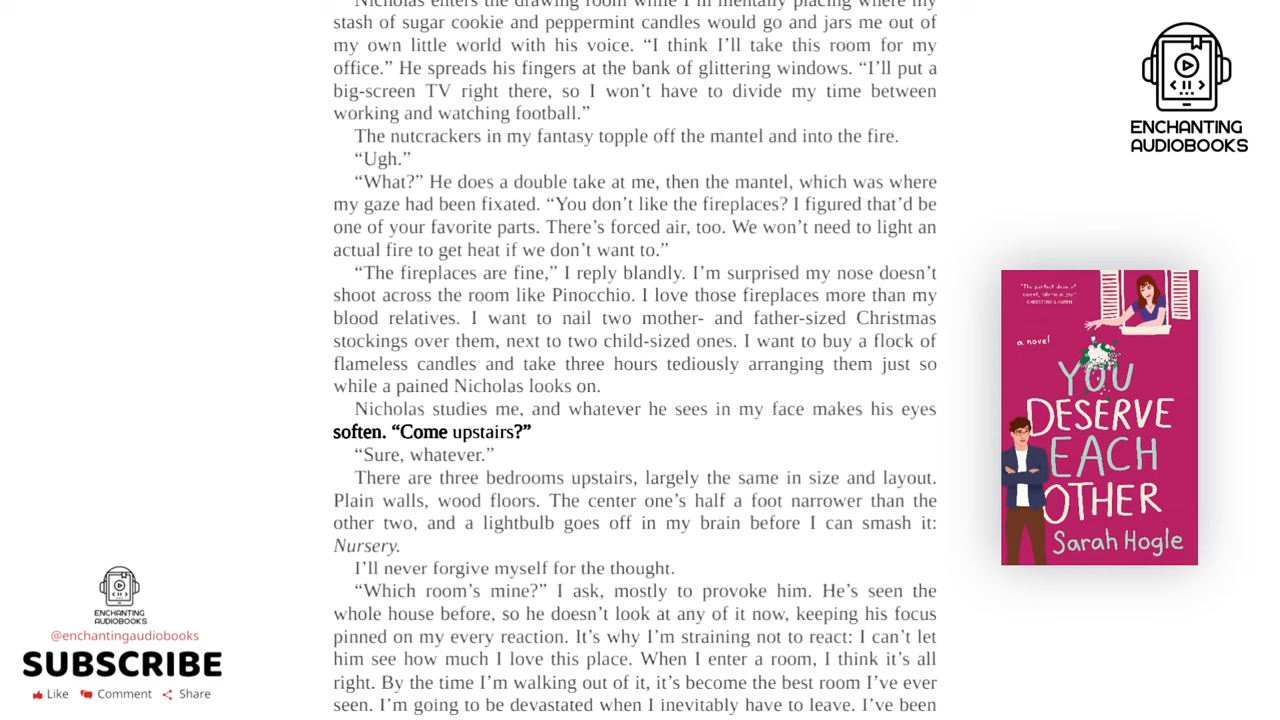 Nicholas enters the drawing room while I'm mentally placing where my
stash of sugar cookie and peppermint candles would go and jars me out of
my own little world with his voice. “I think I’ll take this room for my
office.” He spreads his fingers at the bank of glittering windows. “I’ll put a
big-screen TV right there, so I won’t have to divide my time between
working and watching football.”
The nutcrackers in my fantasy topple off the mantel and into the fire.
“Ugh.”
“What?” He does a double take at me, then the mantel, which was where
my gaze had been fixated. “You don’t like the fireplaces? I figured that’d be
one of your favorite parts. There’s forced air, too. We won’t need to light an
actual fire to get heat if we don’t want to.”
“The fireplaces are fine,” I reply blandly. I’m surprised my nose doesn’t
shoot across the room like Pinocchio. I love those fireplaces more than my
blood relatives. I want to nail two mother- and father-sized Christmas
stockings over them, next to two child-sized ones. I want to buy a flock of
flameless candles and take three hours tediously arranging them just so
while a pained Nicholas looks on.
Nicholas studies me, and whatever he sees in my face makes his eyes
soften. “Come upstairs?”
“Sure, whatever.”
There are three bedrooms upstairs, largely the same in size and layout.
Plain walls, wood floors. The center one’s half a foot narrower than the
other two, and a lightbulb goes off in my brain before I can smash it:
Nursery.
I’ll never forgive myself for the thought.
“Which room’s mine?” I ask, mostly to provoke him. He’s seen the
whole house before, so he doesn’t look at any of it now, keeping his focus
pinned on my every reaction. It’s why I’m straining not to react: I can’t let
him see how much I love this place. When I enter a room, I think it’s all
right. By the time I’m walking out of it, it’s become the best room I’ve ever
seen. I’m going to be devastated when I inevitably have to leave. I’ve been
ENCHANTING
AUDIOBOOKS
a novel
YOU
DESERVE
EACH
OTHER
Sarah Hogle
ENCHANTING
AUDIOBOOKS
@enchantingaudiobooks
SUBSCRIBE
Like Comment Share